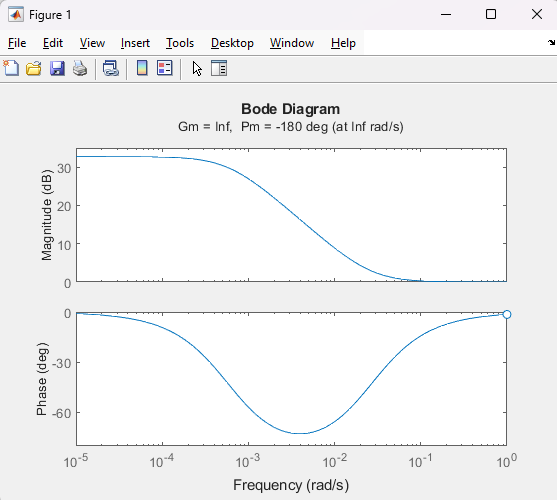 Figure 1
File Edit View Insert Tools Desktop Window Help
Bode Diagram
Gm = Inf, Pm = -180 deg (at Inf rad/s)
Magnitude (dB)
30
20
10
0
Phase (deg)
0
-30
-60
10^-5 10^-4 10^-3 10^-2 10^-1 10^0
Frequency (rad/s)